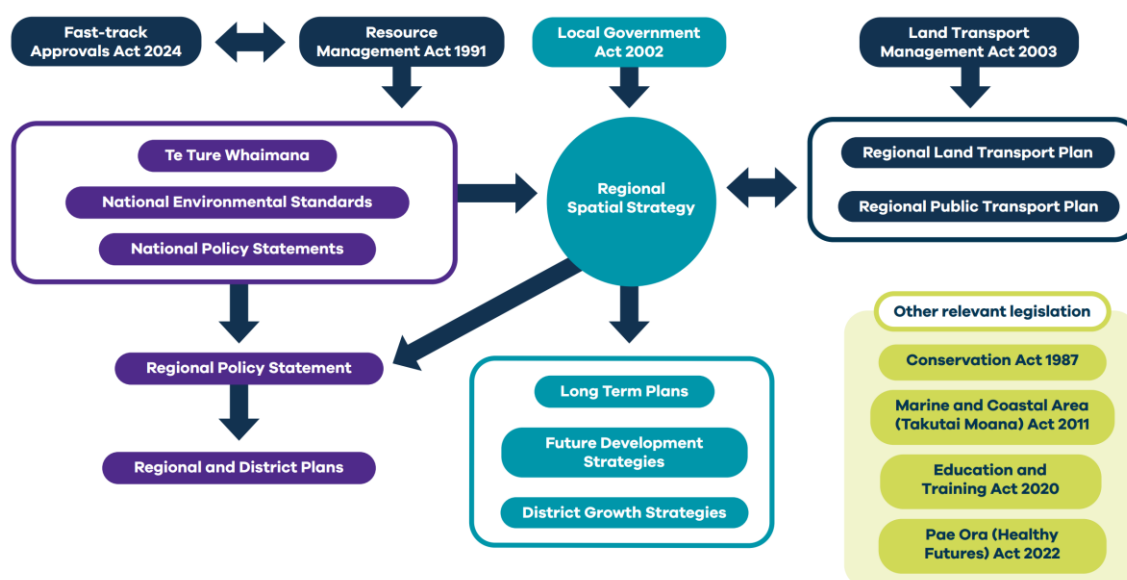 Fast-track
Approvals Act 2024
Resource
Management Act 1991
Local Government
Act 2002
Land Transport
Management Act 2003
Te Ture Whaimana
National Environmental Standards
National Policy Statements
Regional
Spatial Strategy
Regional Land Transport Plan
Regional Public Transport Plan
Regional Policy Statement
Regional and District Plans
Long Term Plans
Future Development
Strategies
District Growth Strategies
Other relevant legislation
Conservation Act 1987
Marine and Coastal Area
(Takutai Moana) Act 2011
Education and
Training Act 2020
Pae Ora (Healthy
Futures) Act 2022